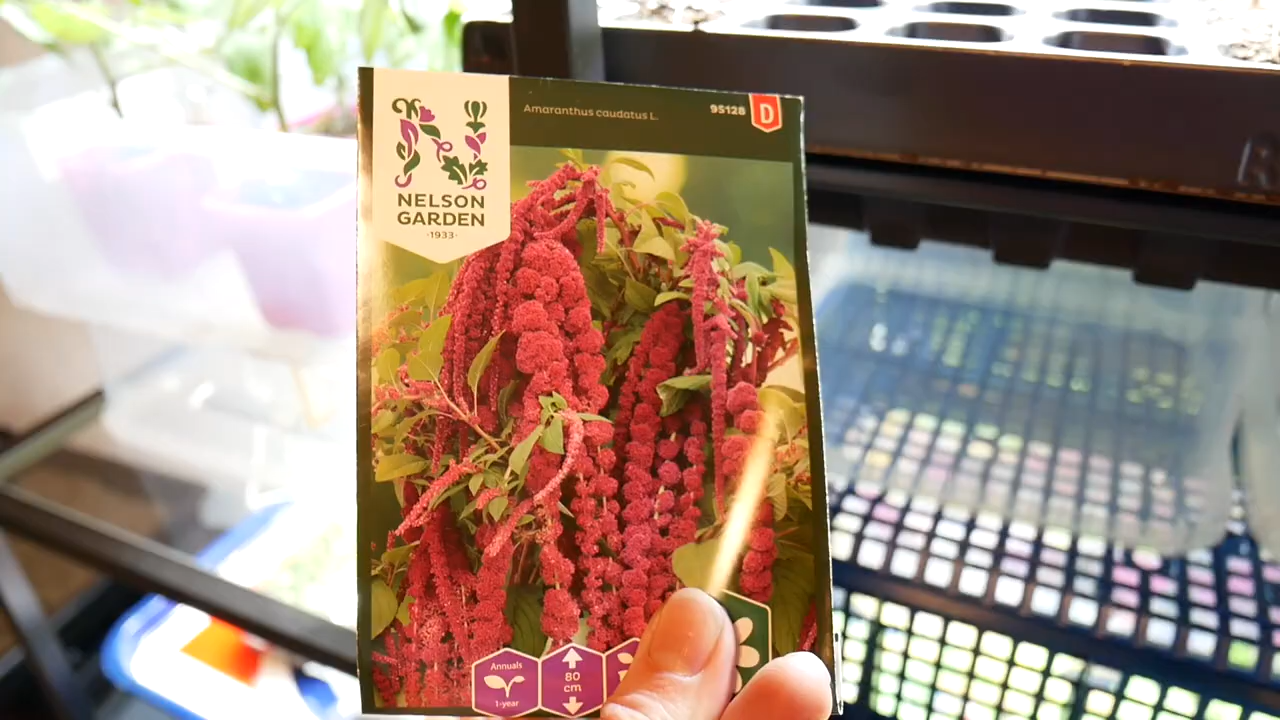 Amaranthus caudatus L.
95128
D
NELSON
GARDEN
·1933·
Annuals
1-year
80
cm